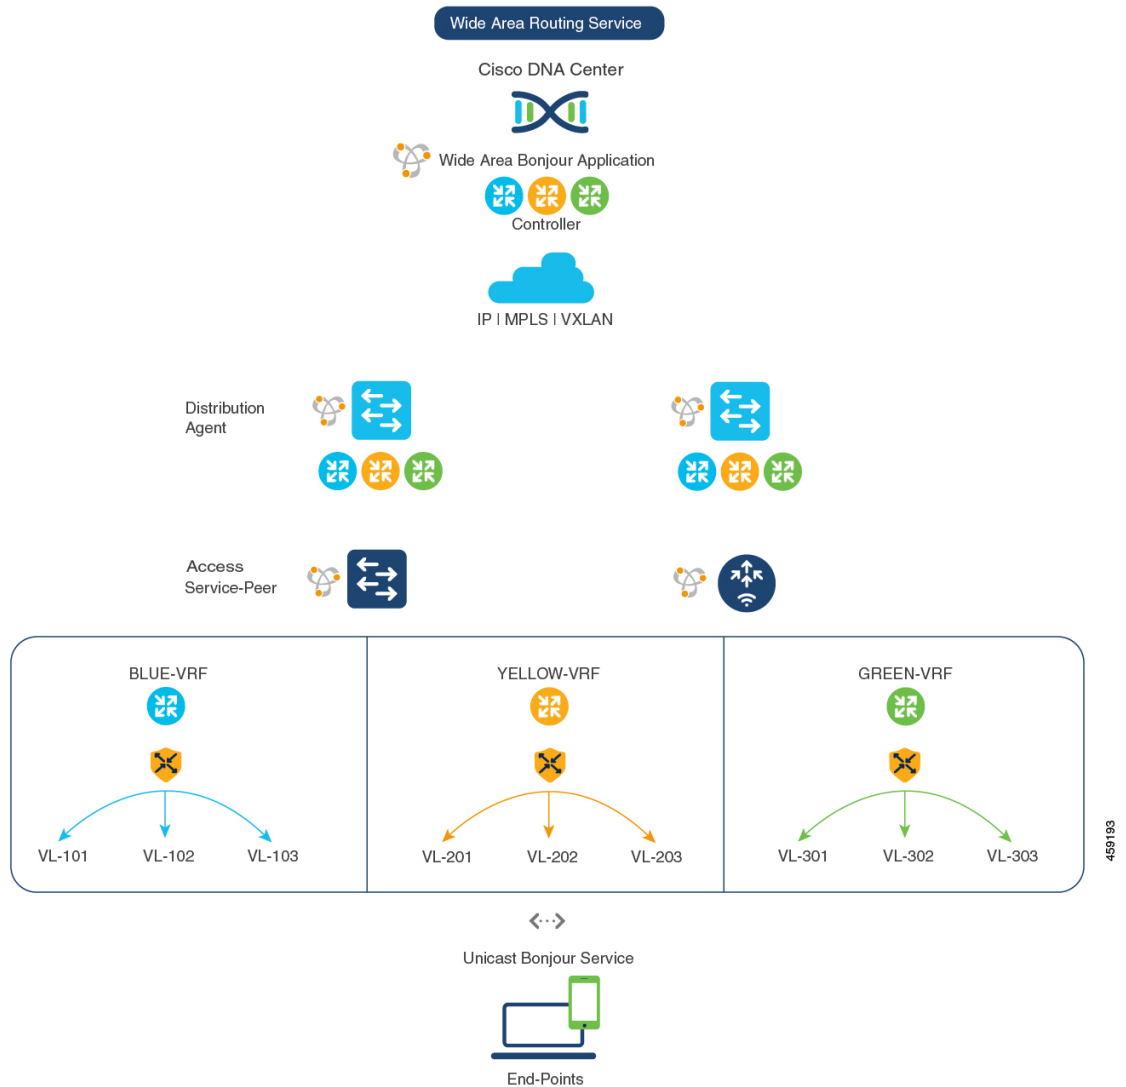 Wide Area Routing Service
Cisco DNA Center
Wide Area Bonjour Application
Controller
IP | MPLS | VXLAN
Distribution
Agent
Access
Service-Peer
BLUE-VRF
YELLOW-VRF
GREEN-VRF
VL-101
VL-102
VL-103
VL-201
VL-202
VL-203
VL-301
VL-302
VL-303
459193
Unicast Bonjour Service
End-Points